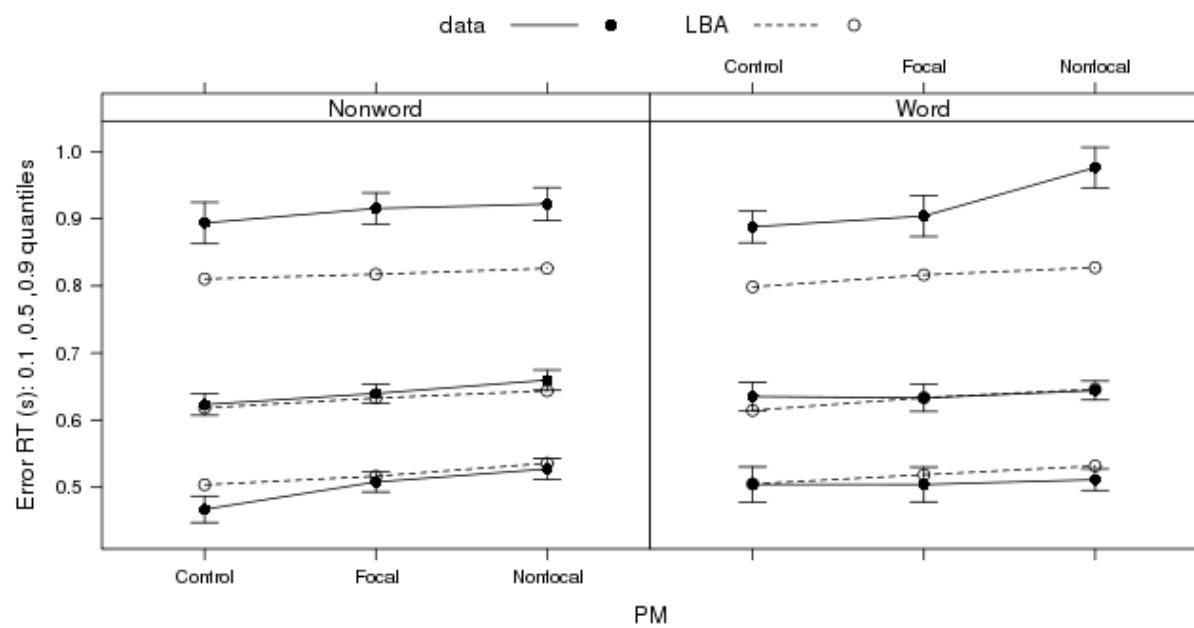 data LBA
Control Focal Nonfocal
Nonword Word
Error RT (s): 0.1 ,0.5 ,0.9 quantiles
1.0
0.9
0.8
0.7
0.6
0.5
Control Focal Nonfocal
PM